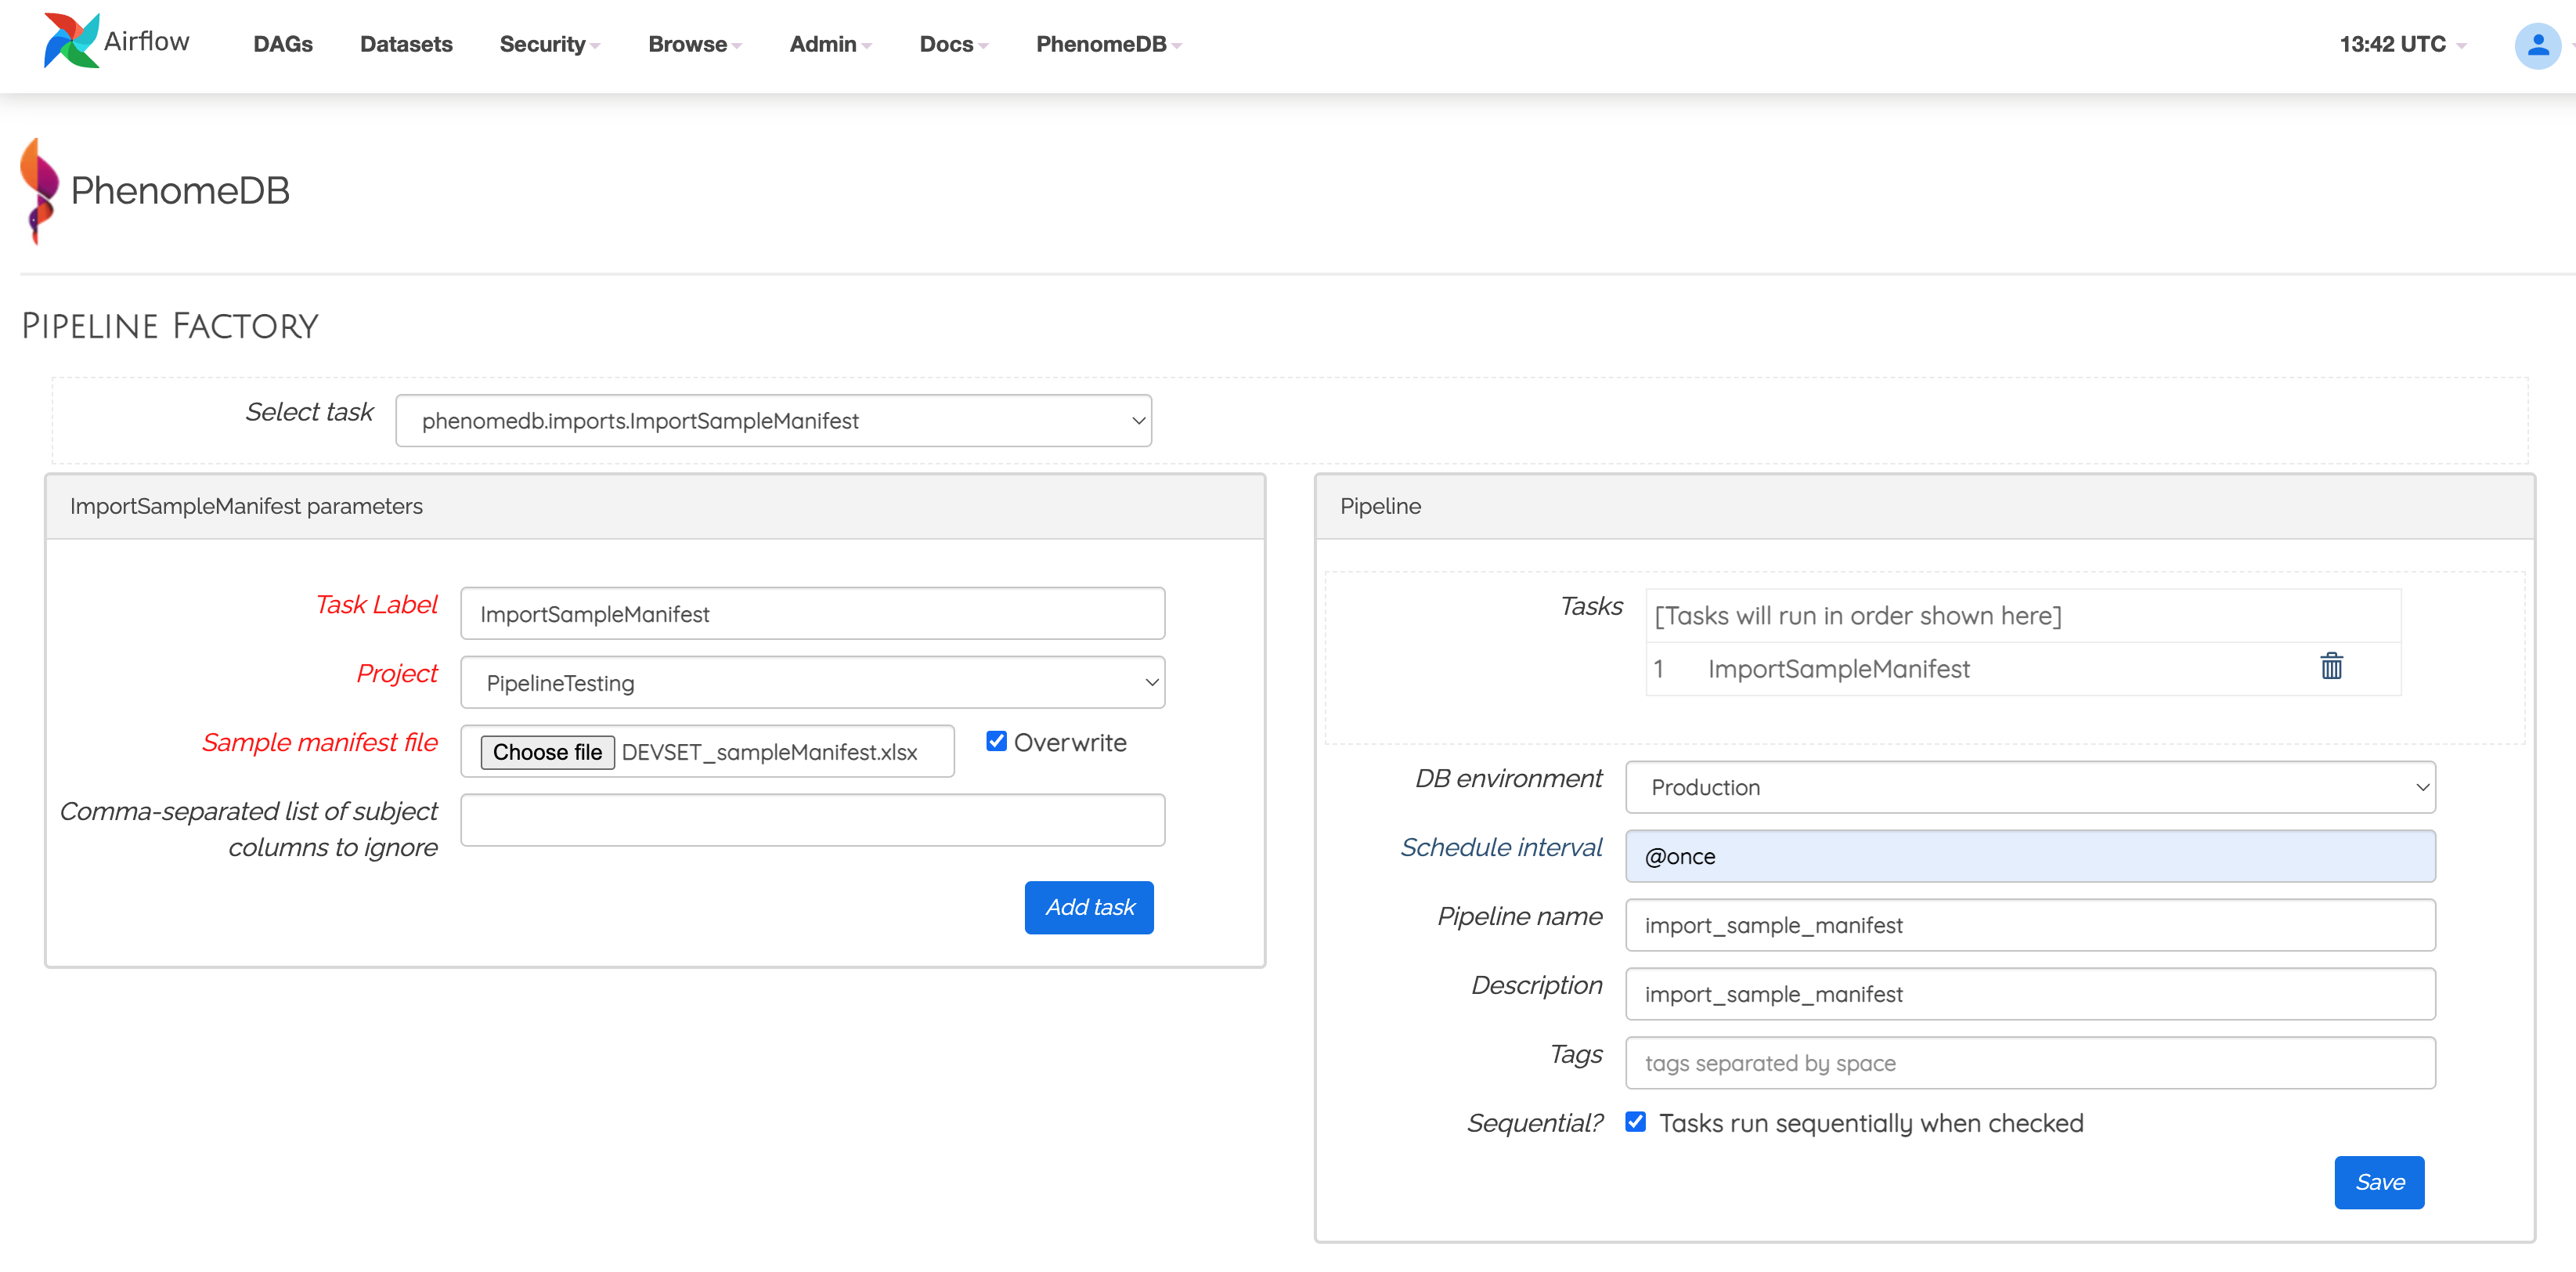 Airflow DAGs Datasets Security Browse Admin Docs PhenomeDB 13:42 UTC
PhenomeDB
Pipeline Factory
Select task phenomedb.imports.ImportSampleManifest
ImportSampleManifest parameters
Task Label ImportSampleManifest
Project PipelineTesting
Sample manifest file Choose file DEVSET_sampleManifest.xlsx Overwrite
Comma-separated list of subject
columns to ignore
Add task
Pipeline
Tasks [Tasks will run in order shown here]
1 ImportSampleManifest
DB environment Production
Schedule interval @once
Pipeline name import_sample_manifest
Description import_sample_manifest
Tags tags separated by space
Sequential? Tasks run sequentially when checked
Save